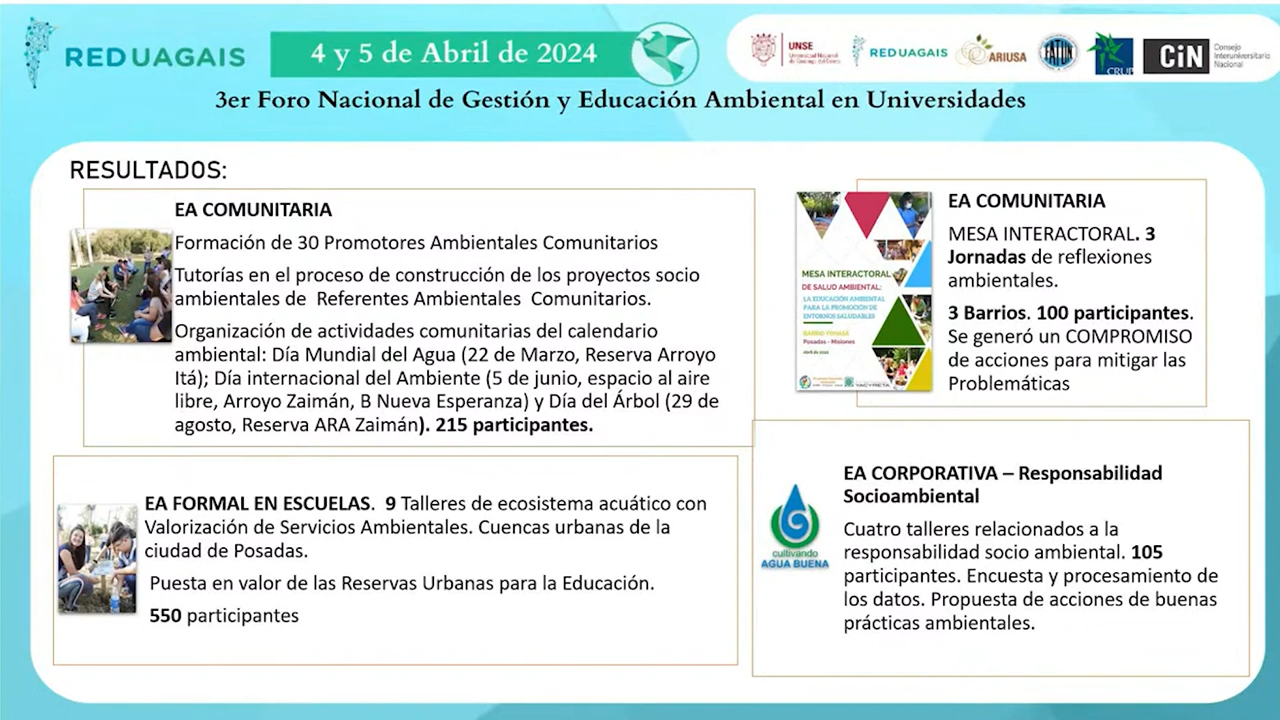 REDUAGAIS
4 y 5 de Abril de 2024
UNSE
REDUAGAIS
ARIUSA
CRUP
CiN
Consejo
Interuniversitario
Nacional
3er Foro Nacional de Gestión y Educación Ambiental en Universidades
RESULTADOS:
EA COMUNITARIA
Formación de 30 Promotores Ambientales Comunitarios
Tutorías en el proceso de construcción de los proyectos socio
ambientales de Referentes Ambientales Comunitarios.
Organización de actividades comunitarias del calendario
ambiental: Día Mundial del Agua (22 de Marzo, Reserva Arroyo
Itá); Día internacional del Ambiente (5 de junio, espacio al aire
libre, Arroyo Zaimán, B Nueva Esperanza) y Día del Árbol (29 de
agosto, Reserva ARA Zaimán). 215 participantes.
MESA INTERACTORAL
DE SALUD AMBIENTAL:
LA EDUCACIÓN AMBIENTAL
PARA LA PROMOCIÓN DE
ENTORNOS SALUDABLES
Posadas - Misiones
YACYRETA
EA COMUNITARIA
MESA INTERACTORAL. 3
Jornadas de reflexiones
ambientales.
3 Barrios. 100 participantes.
Se generó un COMPROMISO
de acciones para mitigar las
Problemáticas
EA FORMAL EN ESCUELAS. 9 Talleres de ecosistema acuático con
Valorización de Servicios Ambientales. Cuencas urbanas de la
ciudad de Posadas.
Puesta en valor de las Reservas Urbanas para la Educación.
550 participantes
cultivando
AGUA BUENA
EA CORPORATIVA – Responsabilidad
Socioambiental
Cuatro talleres relacionados a la
responsabilidad socio ambiental. 105
participantes. Encuesta y procesamiento de
los datos. Propuesta de acciones de buenas
prácticas ambientales.